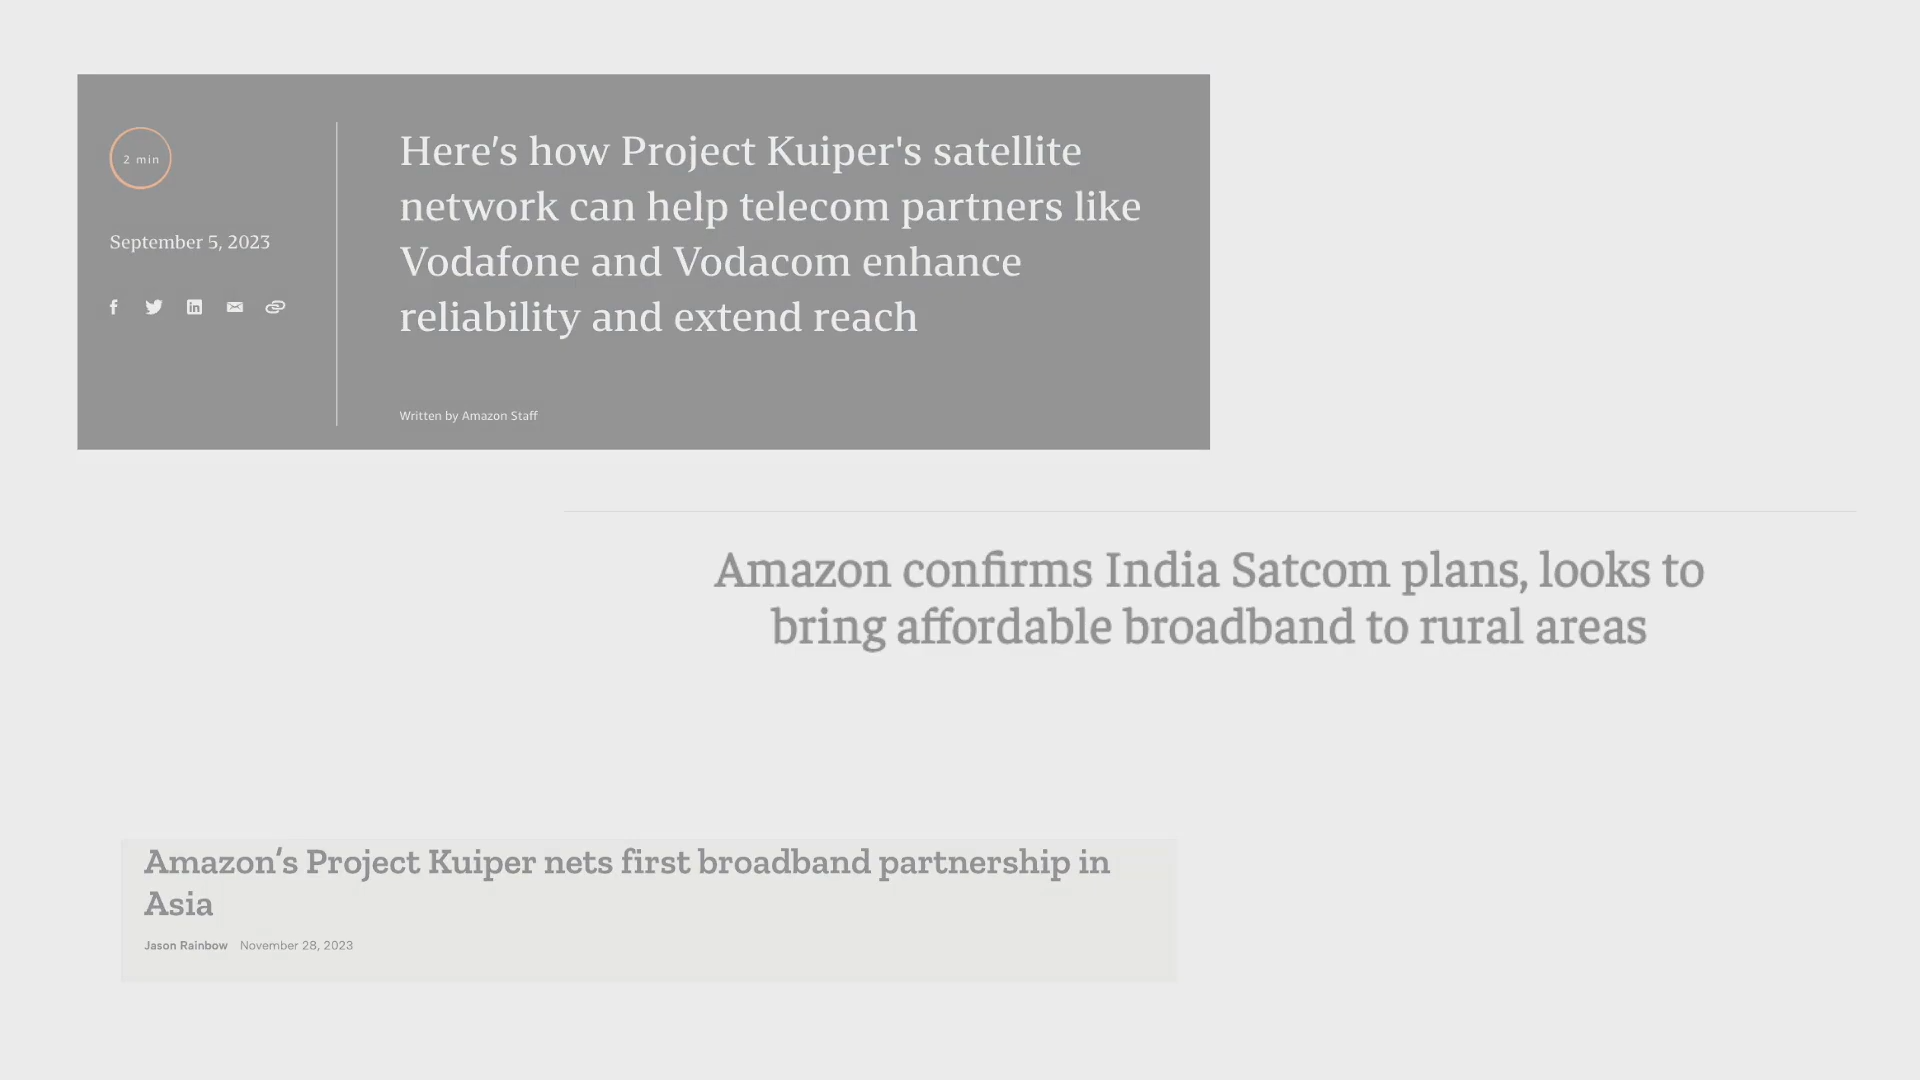 2 min
September 5, 2023
Here’s how Project Kuiper's satellite
network can help telecom partners like
Vodafone and Vodacom enhance
reliability and extend reach
Written by Amazon Staff
Amazon confirms India Satcom plans, looks to
bring affordable broadband to rural areas
Amazon’s Project Kuiper nets first broadband partnership in
Asia
Jason Rainbow November 28, 2023